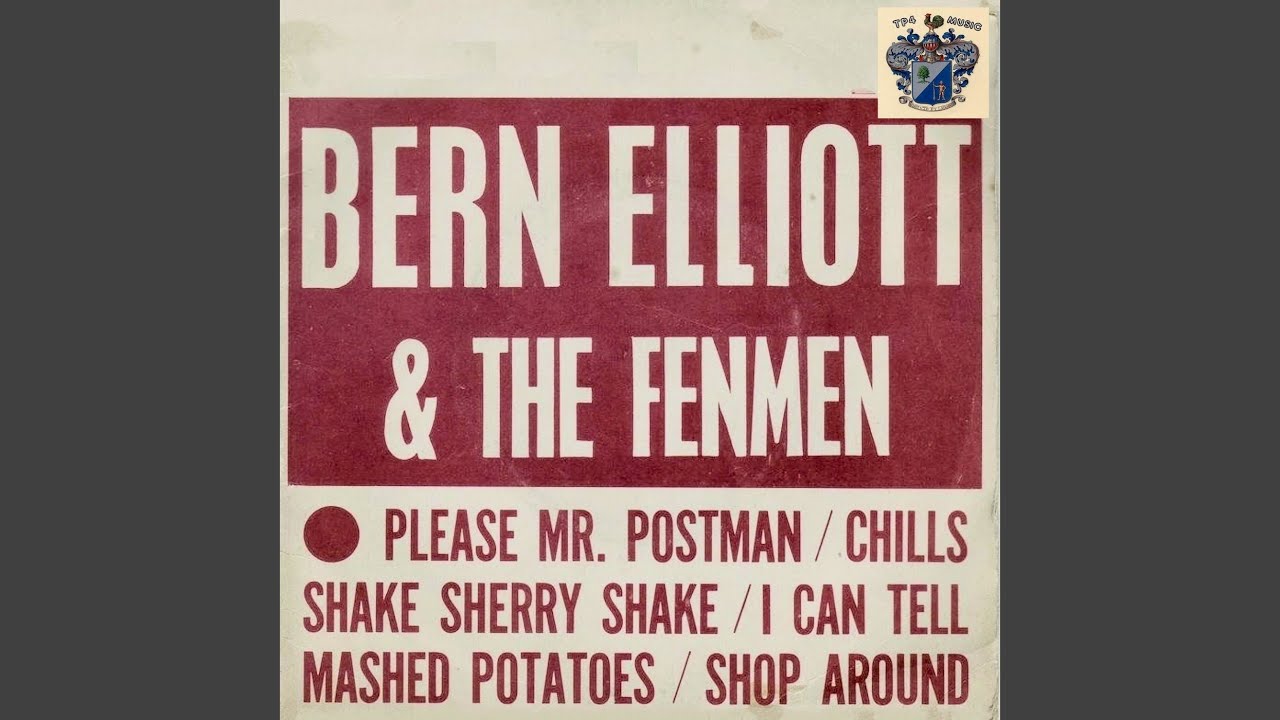 TP4 MUSIC
BERN ELLIOTT
& THE FENMEN
PLEASE MR. POSTMAN / CHILLS
SHAKE SHERRY SHAKE / I CAN TELL
MASHED POTATOES / SHOP AROUND